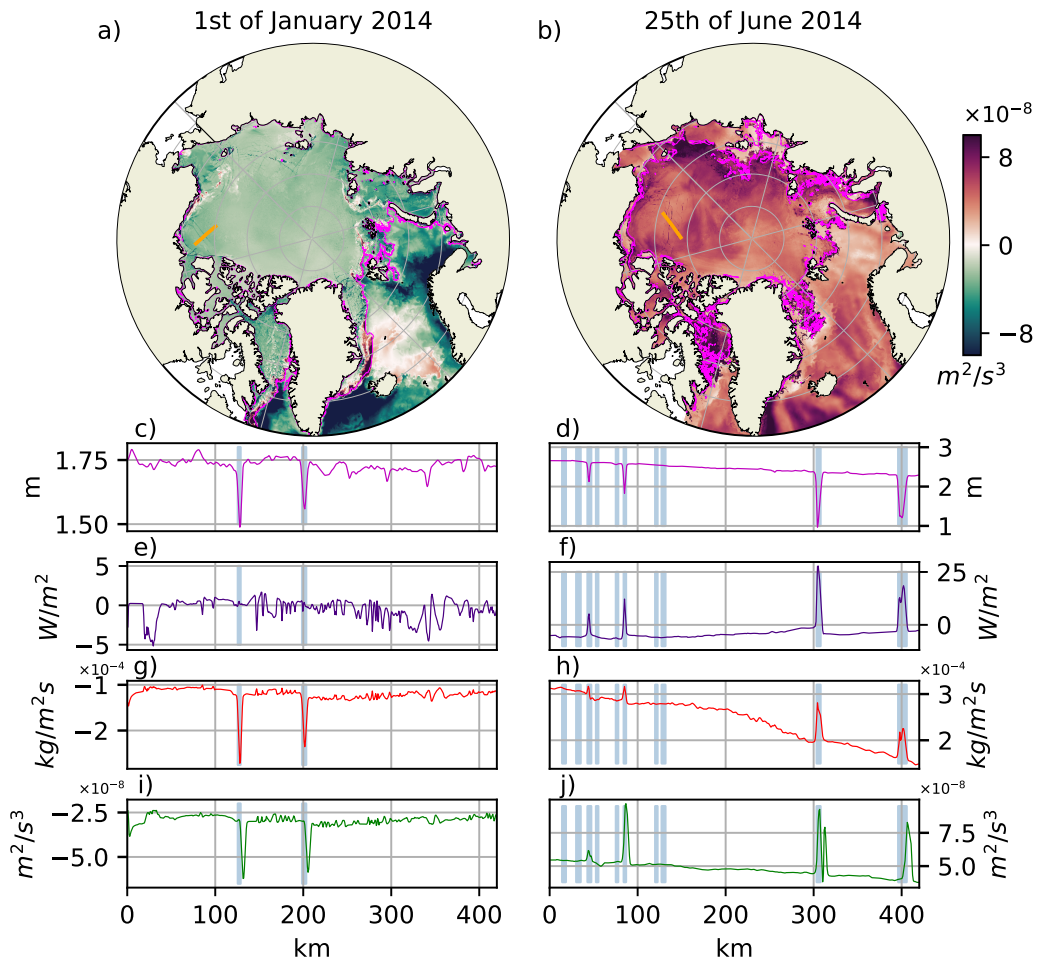 1st of January 2014
25th of June 2014
a)
b)
×10⁻⁸
8
0
−8
m²/s³
c)
d)
1.75
1.50
m
3
2
1
m
e)
f)
5
0
−5
W/m²
25
0
W/m²
g)
h)
×10⁻⁴
−1
−2
kg/m²s
×10⁻⁴
3
2
kg/m²s
i)
j)
×10⁻⁸
−2.5
−5.0
m²/s³
×10⁻⁸
7.5
5.0
m²/s³
0 100 200 300 400
0 100 200 300 400
km
km